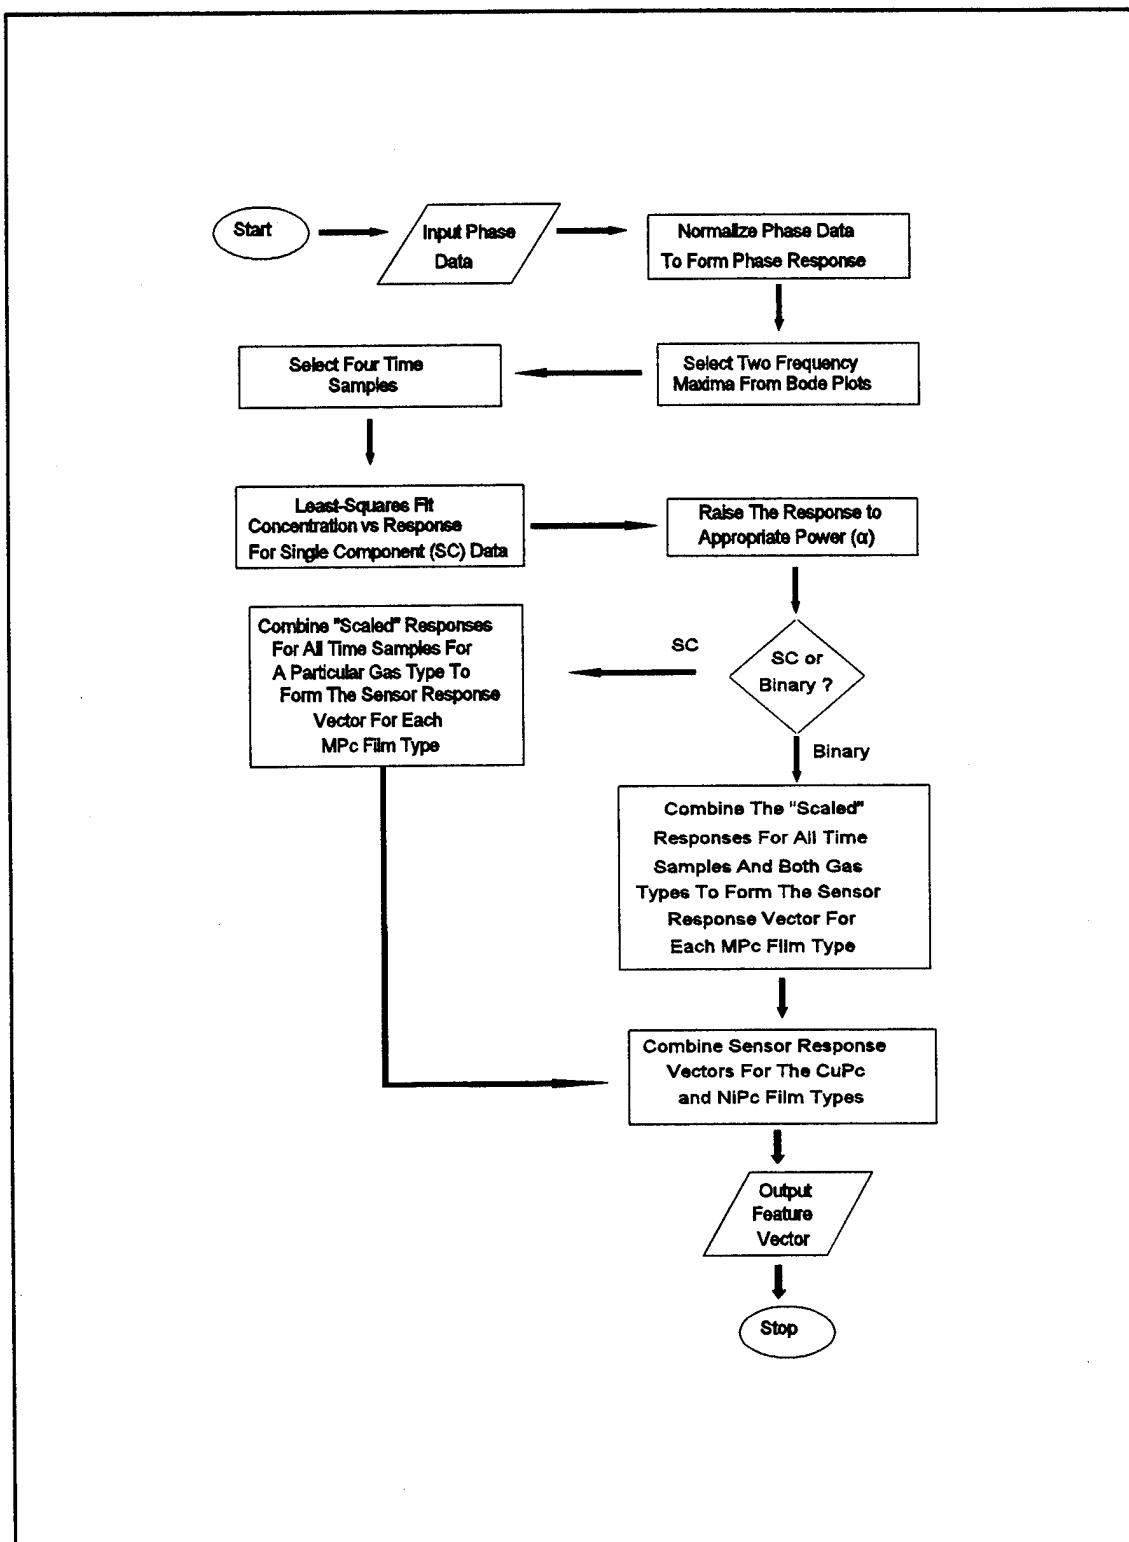 Start
Input Phase
Data
Normalize Phase Data
To Form Phase Response
Select Two Frequency
Maxima From Bode Plots
Select Four Time
Samples
Least-Squares Fit
Concentration vs Response
For Single Component (SC) Data
Raise The Response to
Appropriate Power (α)
SC or
Binary ?
SC
Combine "Scaled" Responses
For All Time Samples For
A Particular Gas Type To
Form The Sensor Response
Vector For Each
MPc Film Type
Binary
Combine The "Scaled"
Responses For All Time
Samples And Both Gas
Types To Form The Sensor
Response Vector For
Each MPc Film Type
Combine Sensor Response
Vectors For The CuPc
and NiPc Film Types
Output
Feature
Vector
Stop